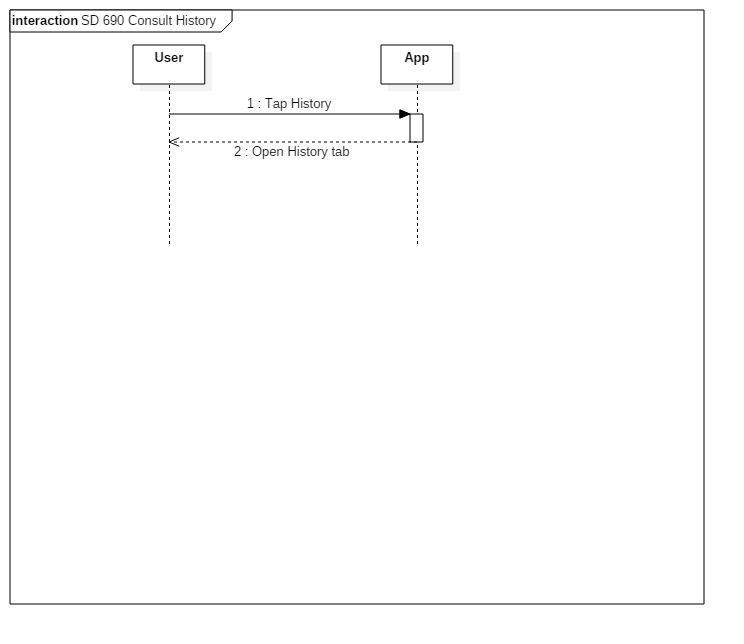 interaction SD 690 Consult History
User
App
1 : Tap History
2 : Open History tab